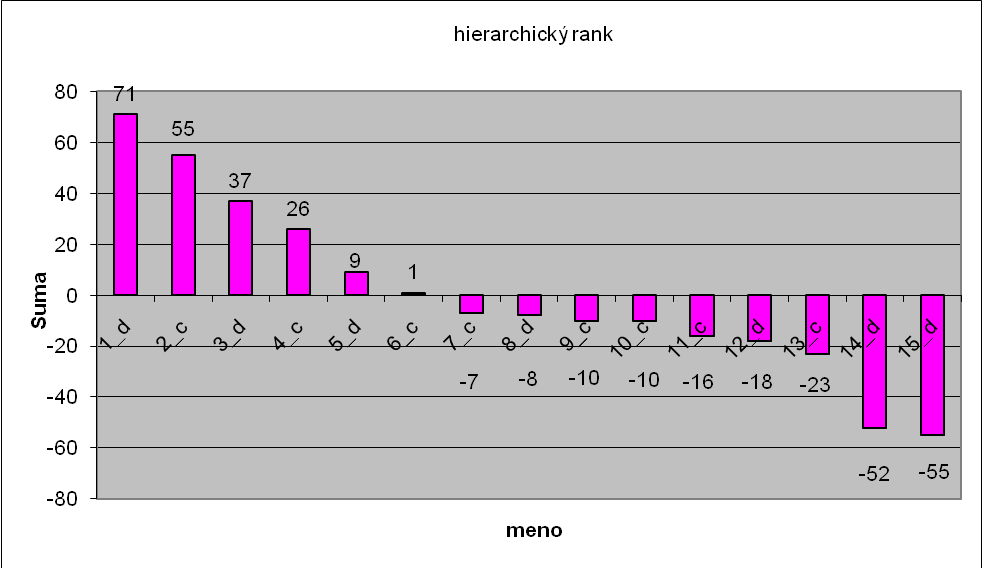 hierarchický rank
80
60
40
20
0
-20
-40
-60
-80
Suma
71
55
37
26
9
1
-7
-8
-10
-10
-16
-18
-23
-52
-55
1_d
2_c
3_d
4_c
5_d
6_c
7_c
8_d
9_c
10_c
11_c
12_d
13_c
14_d
15_d
meno